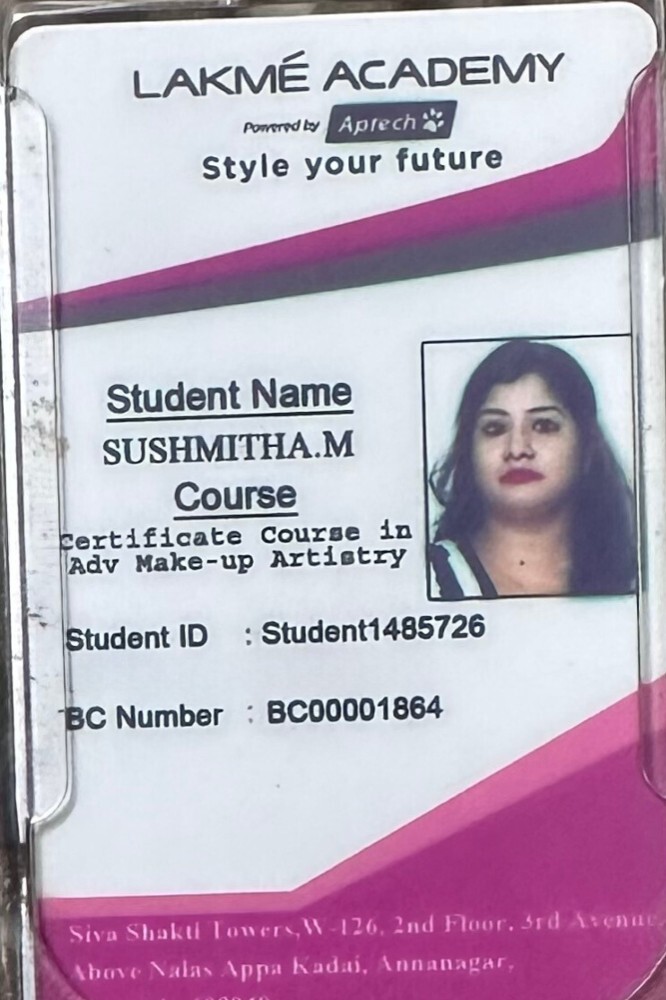 LAKMÉ ACADEMY
Powered by Aptech
Style your future
Student Name
SUSHMITHA.M
Course
Certificate Course in
Adv Make-up Artistry
Student ID : Student1485726
BC Number : BC00001864
Siva Shakti Towers,W-126, 2nd Floor, 3rd Avenue,
Above Nalas Appa Kadai, Annanagar,